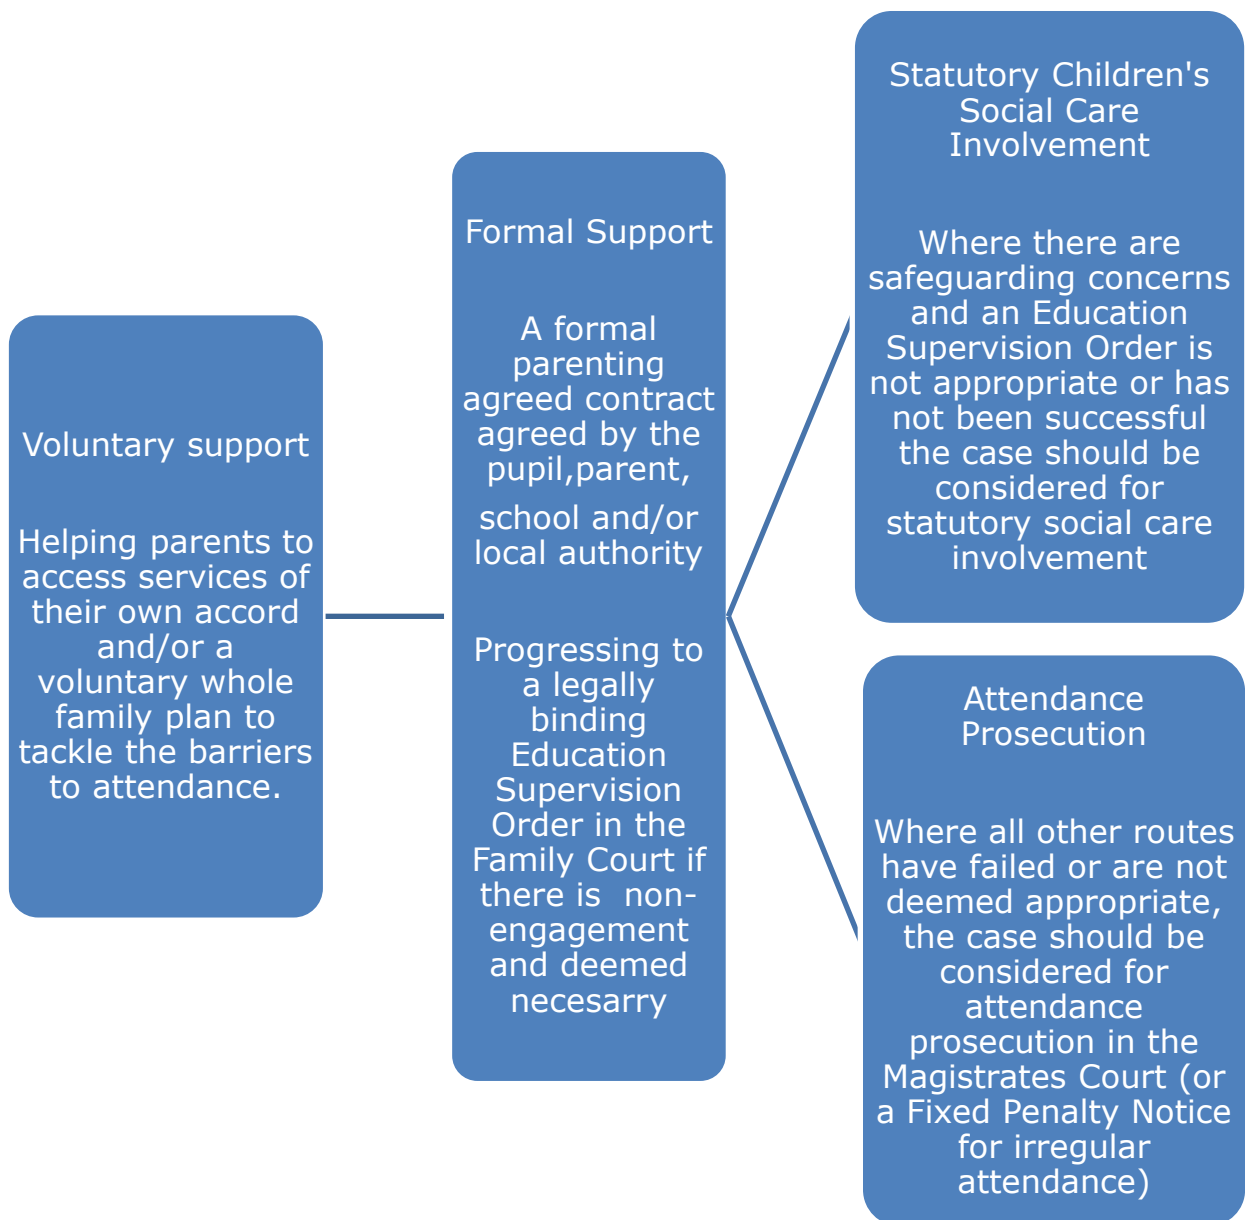 Voluntary support
Helping parents to
access services of
their own accord
and/or a
voluntary whole
family plan to
tackle the barriers
to attendance.
Formal Support
A formal
parenting
agreed contract
agreed by the
pupil,parent,
school and/or
local authority
Progressing to
a legally
binding
Education
Supervision
Order in the
Family Court if
there is  non-
engagement
and deemed
necesarry
Statutory Children's
Social Care
Involvement
Where there are
safeguarding concerns
and an Education
Supervision Order is
not appropriate or has
not been successful
the case should be
considered for
statutory social care
involvement
Attendance
Prosecution
Where all other routes
have failed or are not
deemed appropriate,
the case should be
considered for
attendance
prosecution in the
Magistrates Court (or
a Fixed Penalty Notice
for irregular
attendance)